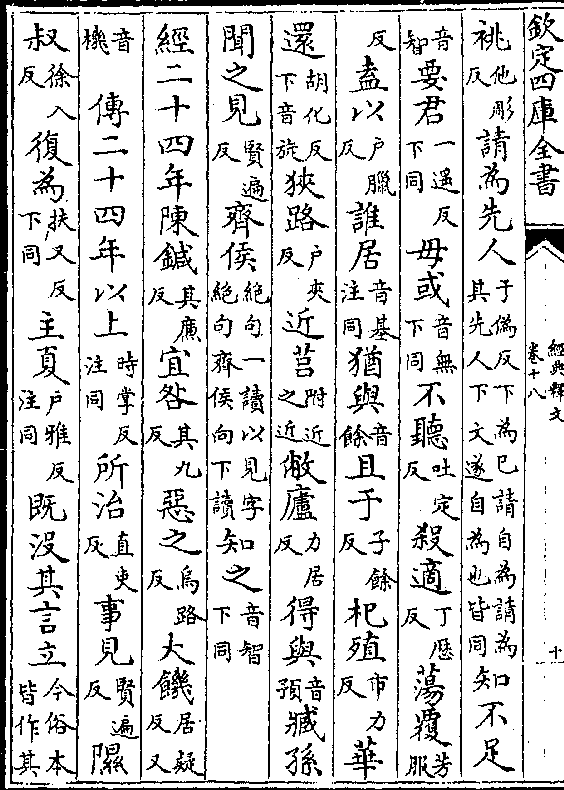 欽定四庫全書
經典釋文
卷十八
十
祧他彫反請為先人于偽反下為已請自為請為其先人下文遂自為也皆同知不足
音智要君一遥反下同毋或音無下同不聽吐定反殺適丁歷反蕩覆芳服
反盍以户臘反誰居音基注同猶與音餘且于子餘反杞殖市力反華
還胡化反下音旋狹路户夾反近莒附近之近敝廬力居反得與音預臧孫
聞之見賢遍反齊侯絶句一讀以見字絶句齊侯向下讀知之音智下同
經二十四年陳鍼其廉反宜咎其九反惡之烏路反大饑居疑反又
音機傳二十四年以上時掌反注同所治直吏反事見賢遍反隰
叔徐入反復為扶又反下同主夏户雅反注同既没其言立今俗本皆作其